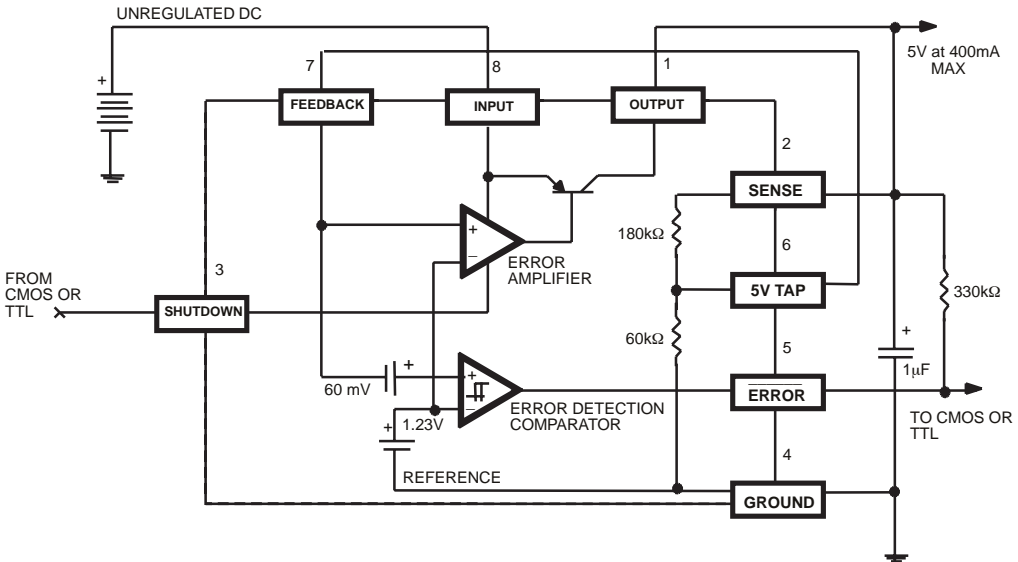 UNREGULATED DC
+
7
8
1
5V at 400mA
MAX
FEEDBACK
INPUT
OUTPUT
2
SENSE
+
−
180kΩ
ERROR
AMPLIFIER
6
FROM
CMOS OR
TTL
3
SHUTDOWN
5V TAP
330kΩ
60kΩ
5
+
1µF
60 mV
+
+
−
ERROR
ERROR DETECTION
COMPARATOR
TO CMOS OR
TTL
+
1.23V
4
REFERENCE
GROUND